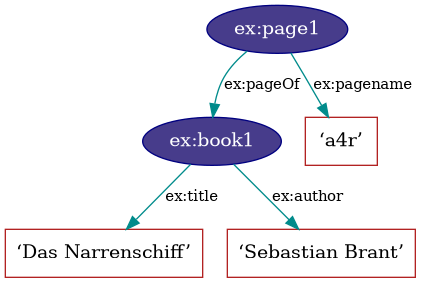 ex:page1
ex:pageOf
ex:pagename
ex:book1
‘a4r’
ex:title
ex:author
‘Das Narrenschiff’
‘Sebastian Brant’